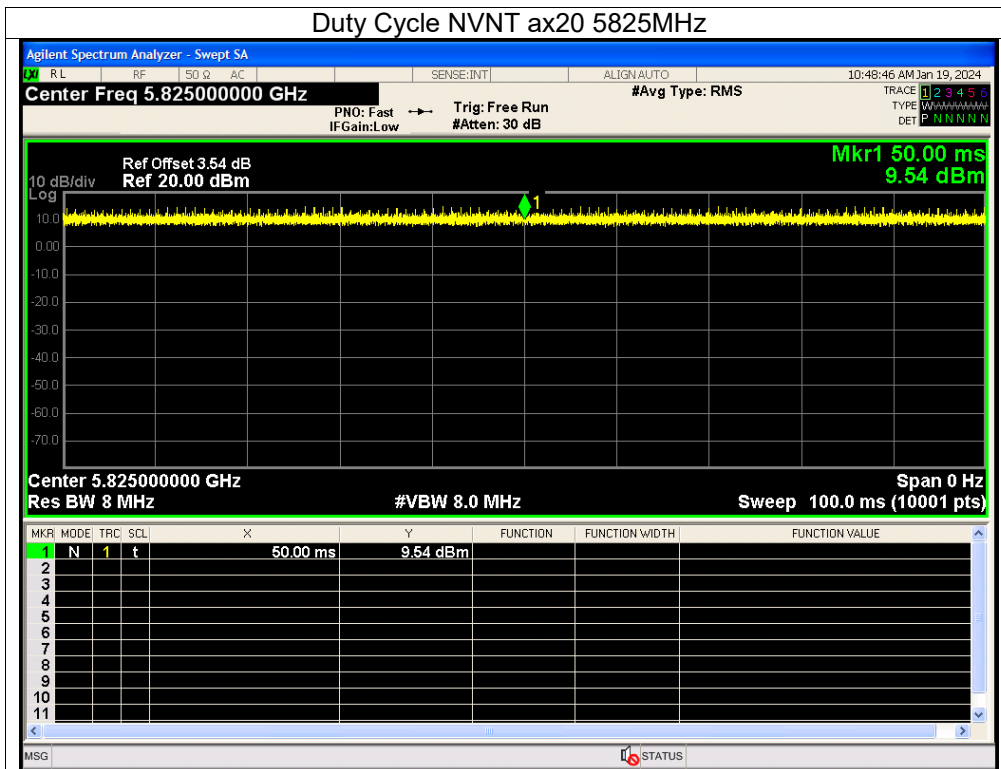 Duty Cycle NVNT ax20 5825MHz
Agilent Spectrum Analyzer - Swept SA
LXI RL RF 50 Ω AC SENSE:INT ALIGN AUTO 10:48:46 AM Jan 19, 2024
Center Freq 5.825000000 GHz #Avg Type: RMS TRACE 1 2 3 4 5 6
PNO: Fast Trig: Free Run TYPE WWWWWW
IFGain:Low #Atten: 30 dB DET P N N N N N
Mkr1 50.00 ms
Ref Offset 3.54 dB
10 dB/div Ref 20.00 dBm 9.54 dBm
Log
1
10.0
0.00
-10.0
-20.0
-30.0
-40.0
-50.0
-60.0
-70.0
Center 5.825000000 GHz Span 0 Hz
Res BW 8 MHz #VBW 8.0 MHz Sweep 100.0 ms (10001 pts)
MKR MODE TRC SCL X Y FUNCTION FUNCTION WIDTH FUNCTION VALUE
1 N 1 t 50.00 ms 9.54 dBm
2
3
4
5
6
7
8
9
10
11
MSG STATUS